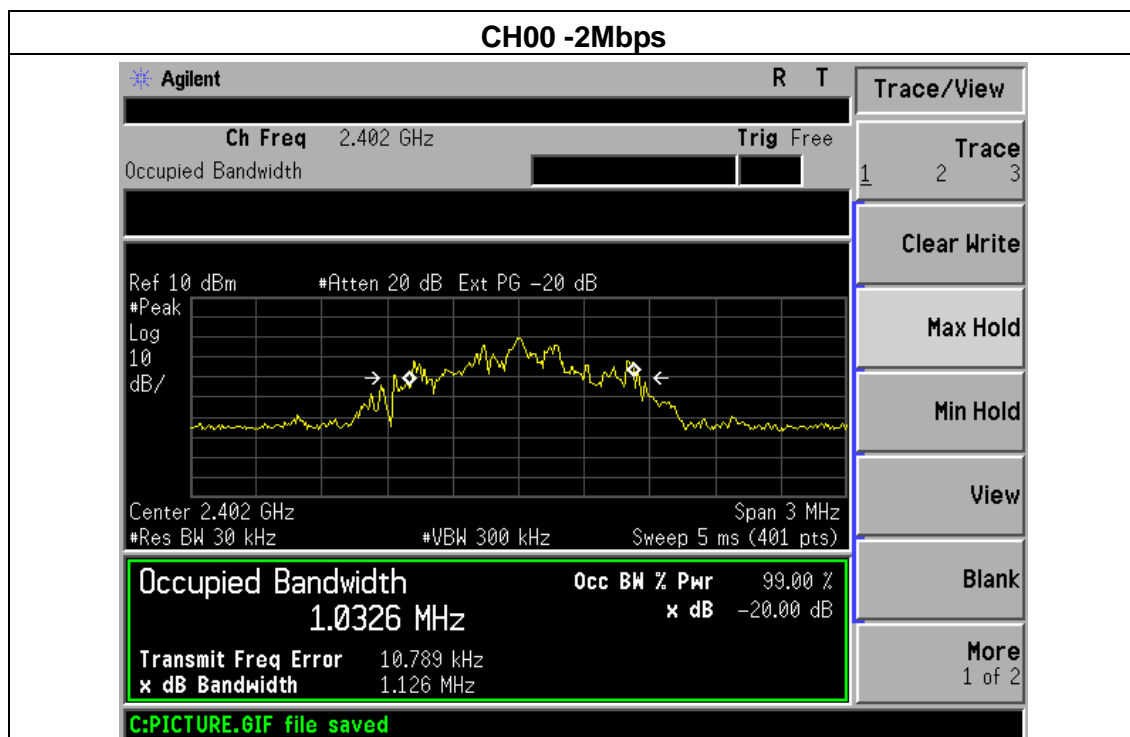 CH00 -2Mbps
Agilent R T
Trace/View
Ch Freq 2.402 GHz Trig Free
Occupied Bandwidth
Trace
1 2 3
Clear Write
Ref 10 dBm #Atten 20 dB Ext PG -20 dB
#Peak
Log
10
dB/
Max Hold
Min Hold
View
Center 2.402 GHz Span 3 MHz
#Res BW 30 kHz #VBW 300 kHz Sweep 5 ms (401 pts)
Occupied Bandwidth Occ BW % Pwr 99.00 %
1.0326 MHz x dB -20.00 dB
Blank
Transmit Freq Error 10.789 kHz
x dB Bandwidth 1.126 MHz
More
1 of 2
C:PICTURE.GIF file saved